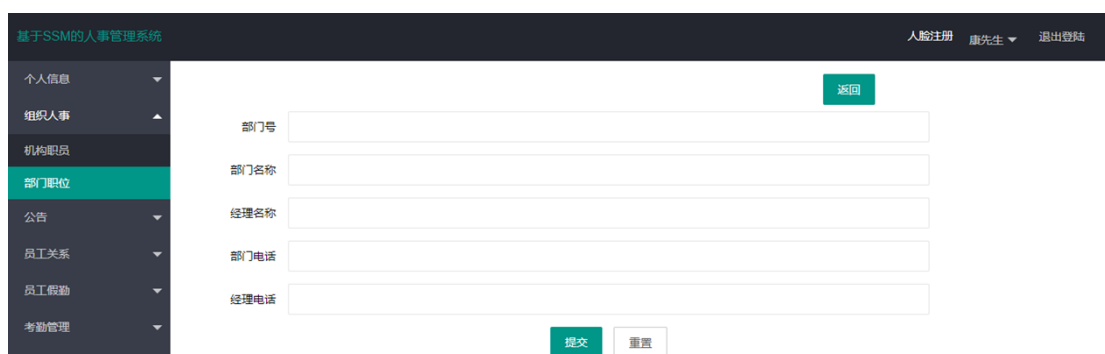 基于SSM的人事管理系统 人脸注册 康先生 退出登陆
个人信息
组织人事
机构职员
部门职位
公告
员工关系
员工假勤
考勤管理
返回
部门号
部门名称
经理名称
部门电话
经理电话
提交 重置